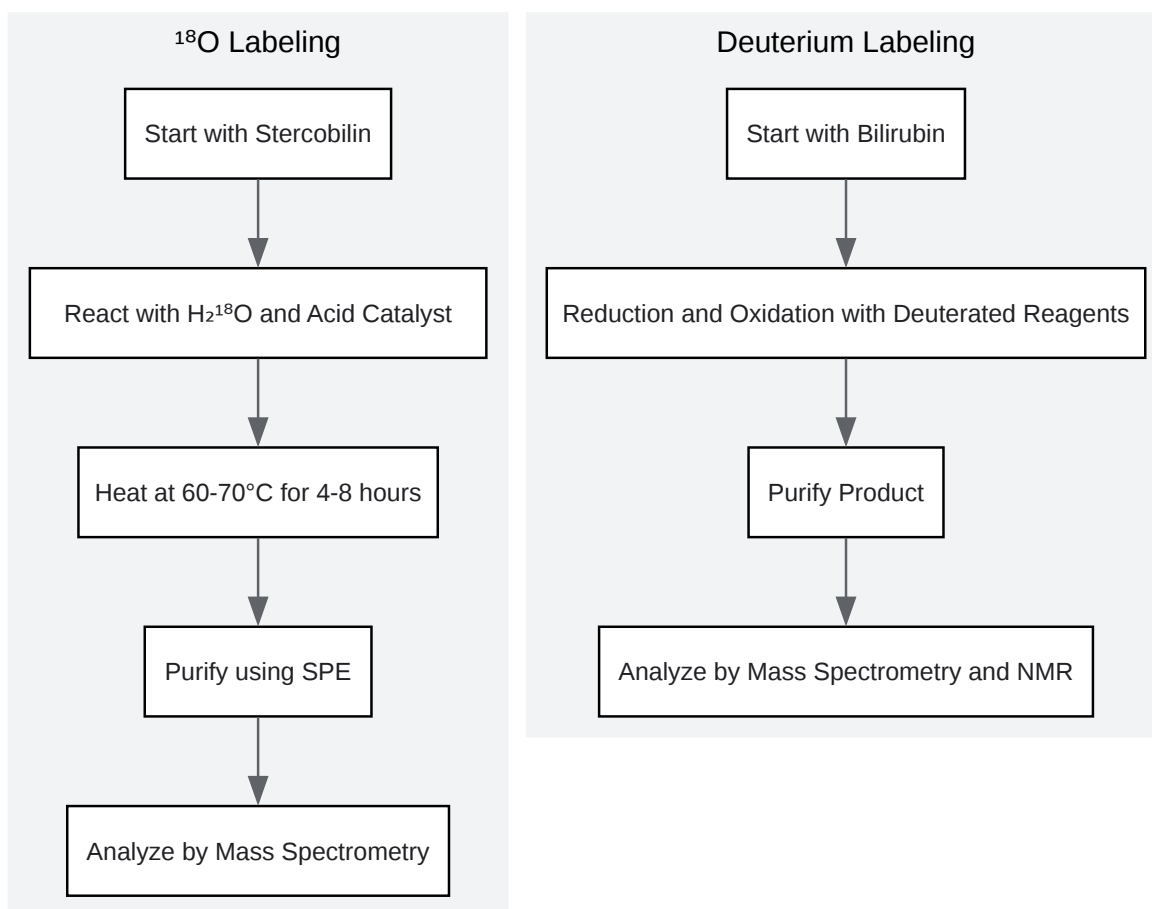 ¹⁸O Labeling
Start with Stercobilin
React with H₂¹⁸O and Acid Catalyst
Heat at 60-70°C for 4-8 hours
Purify using SPE
Analyze by Mass Spectrometry
Deuterium Labeling
Start with Bilirubin
Reduction and Oxidation with Deuterated Reagents
Purify Product
Analyze by Mass Spectrometry and NMR